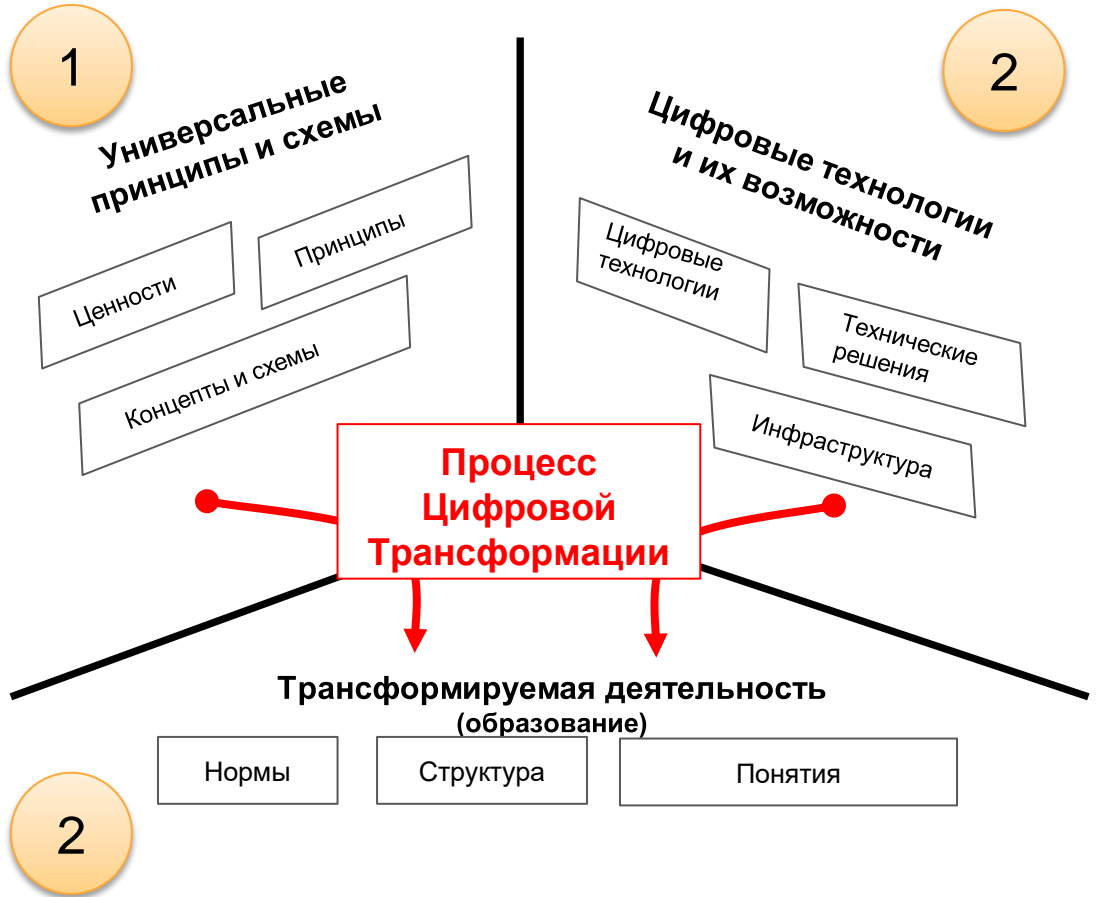 1
Универсальные
принципы и схемы
Ценности
Принципы
Концепты и схемы
2
Цифровые технологии
и их возможности
Цифровые
технологии
Технические
решения
Инфраструктура
Процесс
Цифровой
Трансформации
Трансформируемая деятельность
(образование)
Нормы
Структура
Понятия
2